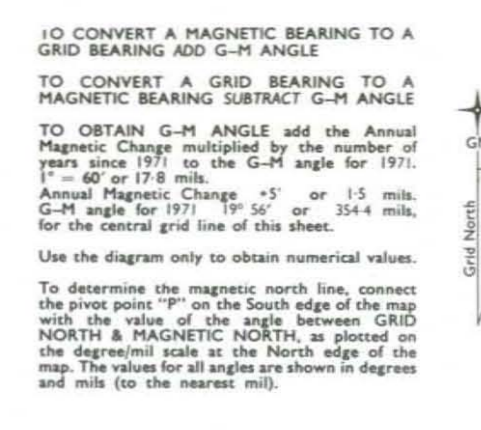 TO CONVERT A MAGNETIC BEARING TO A
GRID BEARING ADD G–M ANGLE
TO CONVERT A GRID BEARING TO A
MAGNETIC BEARING SUBTRACT G–M ANGLE
TO OBTAIN G–M ANGLE add the Annual
Magnetic Change multiplied by the number of
years since 1971 to the G–M angle for 1971.
1° = 60′ or 17·8 mils.
Annual Magnetic Change +5′ or 1·5 mils.
G–M angle for 1971 19° 56′ or 354·4 mils,
for the central grid line of this sheet.
Use the diagram only to obtain numerical values.
To determine the magnetic north line, connect
the pivot point "P" on the South edge of the map
with the value of the angle between GRID
NORTH & MAGNETIC NORTH, as plotted on
the degree/mil scale at the North edge of the
map. The values for all angles are shown in degrees
and mils (to the nearest mil).
Grid North